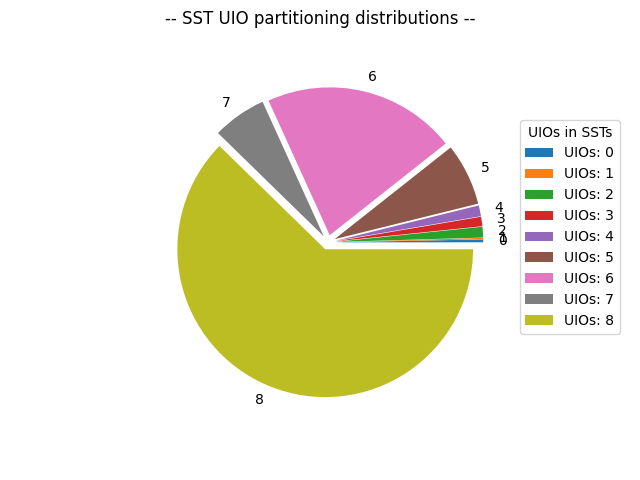 -- SST UIO partitioning distributions --
6
7
5
4
3
2
1
0
8
UIOs in SSTs
UIOs: 0
UIOs: 1
UIOs: 2
UIOs: 3
UIOs: 4
UIOs: 5
UIOs: 6
UIOs: 7
UIOs: 8